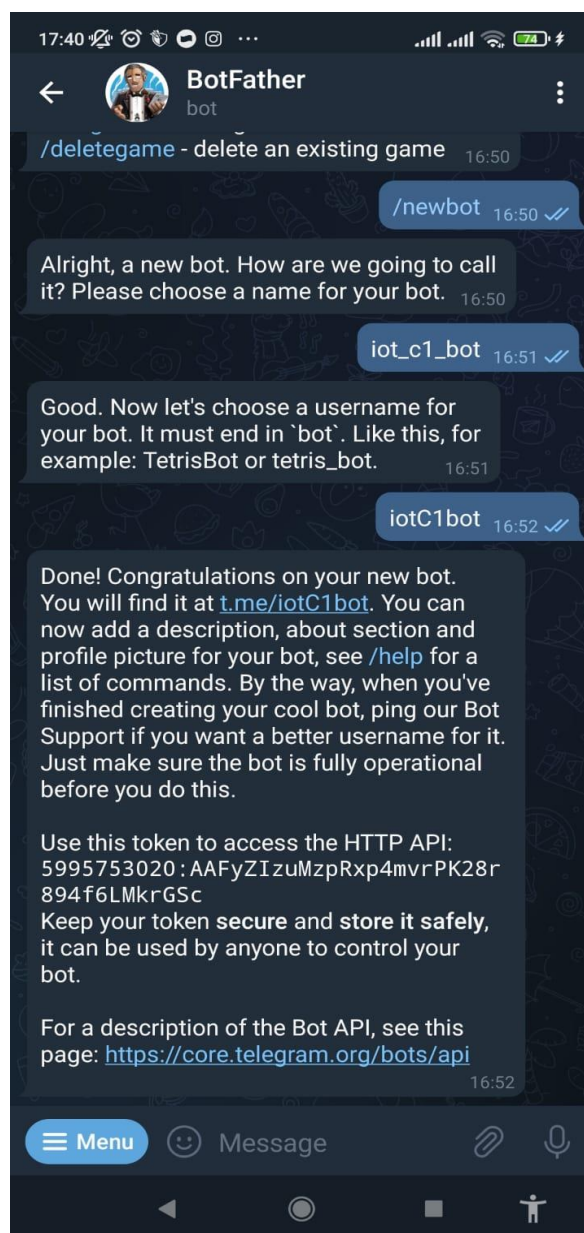 17:40 ... 74
BotFather
bot
/deletegame - delete an existing game 16:50
/newbot 16:50
Alright, a new bot. How are we going to call
it? Please choose a name for your bot. 16:50
iot_c1_bot 16:51
Good. Now let's choose a username for
your bot. It must end in `bot`. Like this, for
example: TetrisBot or tetris_bot. 16:51
iotC1bot 16:52
Done! Congratulations on your new bot.
You will find it at t.me/iotC1bot. You can
now add a description, about section and
profile picture for your bot, see /help for a
list of commands. By the way, when you've
finished creating your cool bot, ping our Bot
Support if you want a better username for it.
Just make sure the bot is fully operational
before you do this.
Use this token to access the HTTP API:
5995753020:AAFyZIzuMzpRxp4mvrPK28r
894f6LMkrGSc
Keep your token secure and store it safely,
it can be used by anyone to control your
bot.
For a description of the Bot API, see this
page: https://core.telegram.org/bots/api
16:52
Menu
Message